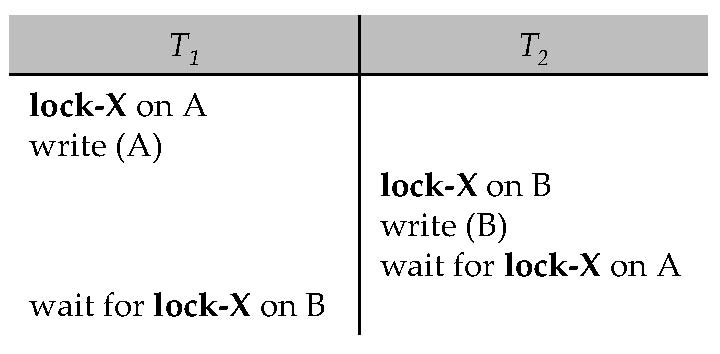 T1 T2
lock-X on A
write (A)
lock-X on B
write (B)
wait for lock-X on A
wait for lock-X on B